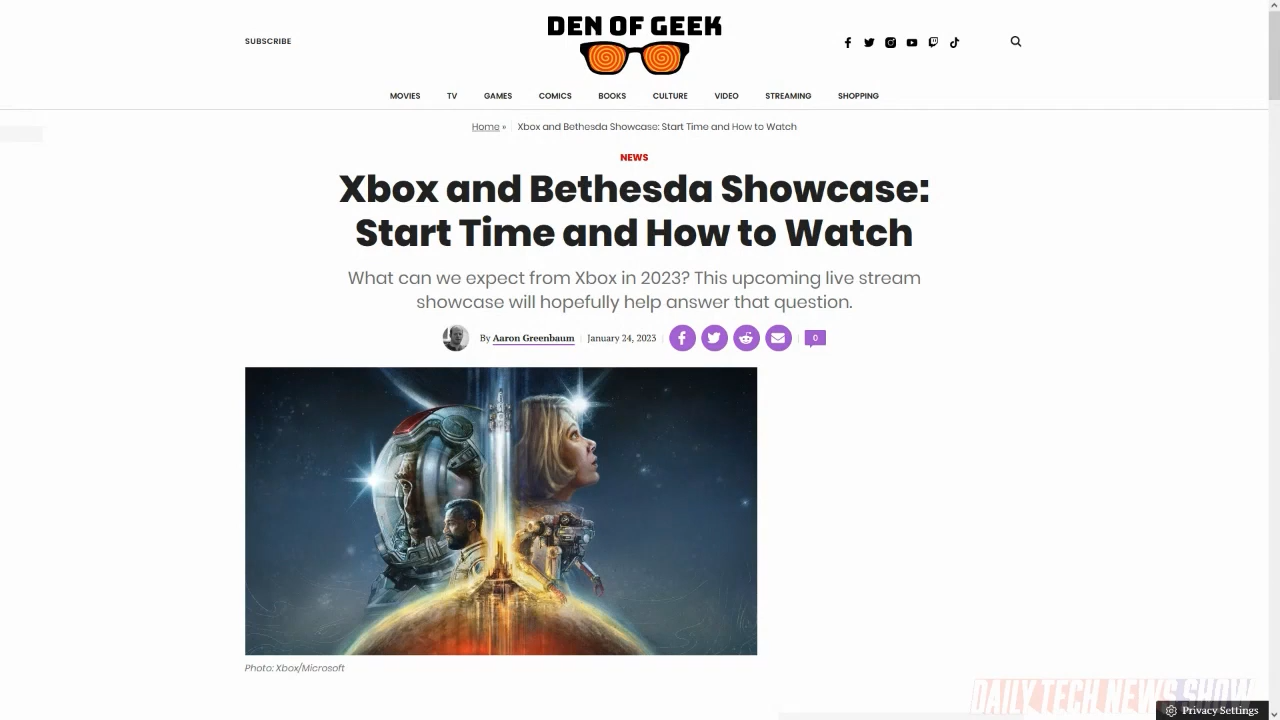 SUBSCRIBE
DEN OF GEEK
MOVIES TV GAMES COMICS BOOKS CULTURE VIDEO STREAMING SHOPPING
Home » Xbox and Bethesda Showcase: Start Time and How to Watch
NEWS
Xbox and Bethesda Showcase:
Start Time and How to Watch
What can we expect from Xbox in 2023? This upcoming live stream
showcase will hopefully help answer that question.
By Aaron Greenbaum January 24, 2023 0
Photo: Xbox/Microsoft
DAILY TECH NEWS SHOW
Privacy Settings